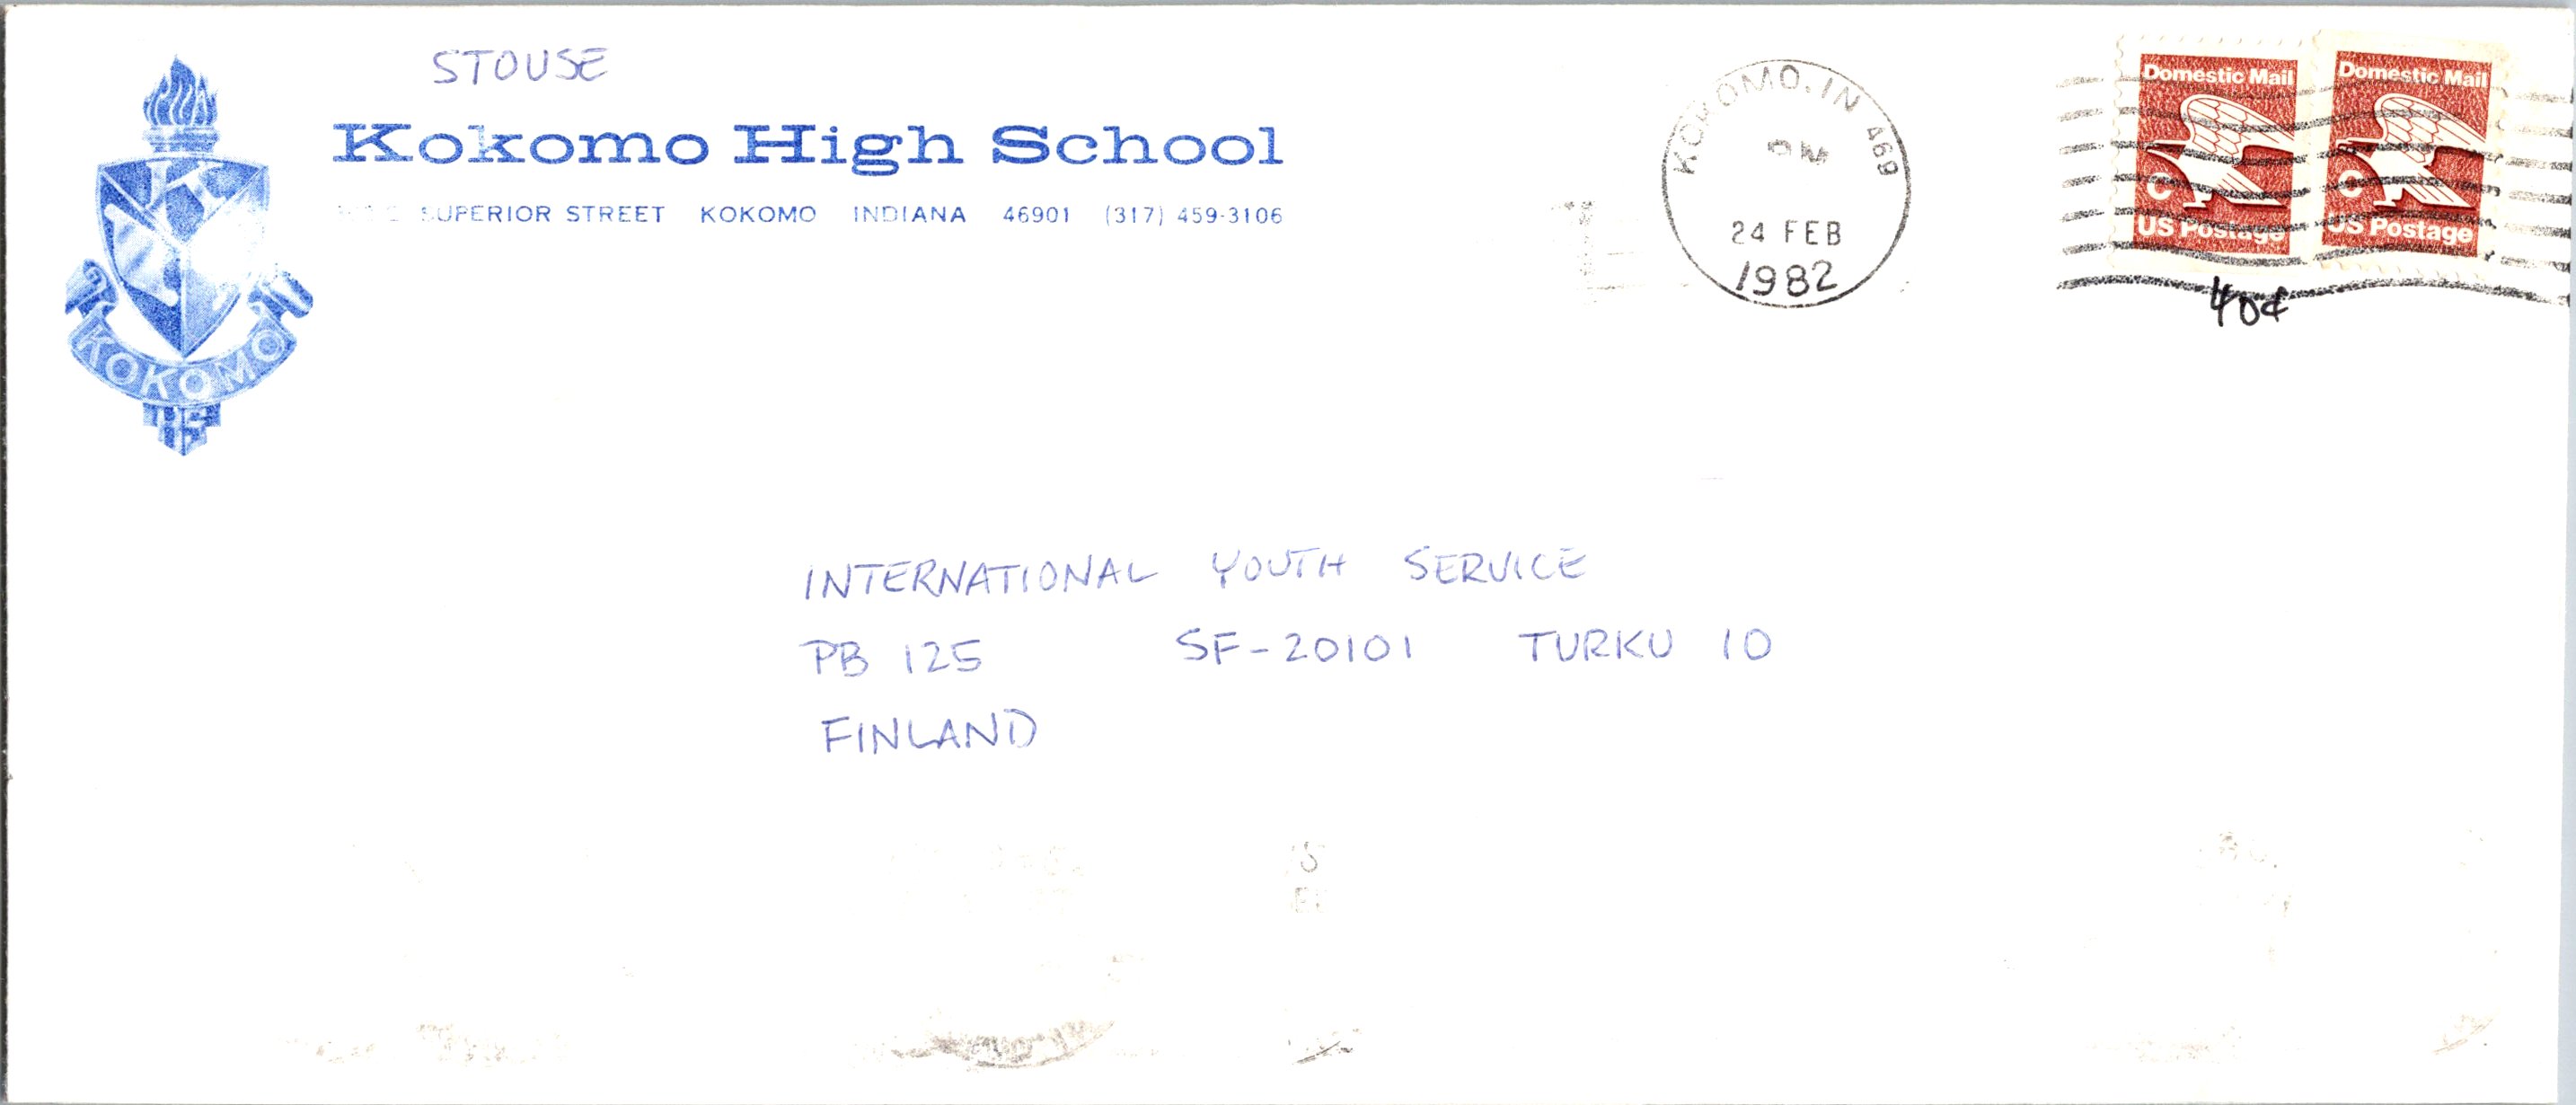 STOUSE
Kokomo High School
SUPERIOR STREET KOKOMO INDIANA 46901 (317) 459-3106
KOKOMO
HS
KOKOMO, IN 469
PM
24 FEB
1982
Domestic Mail
C
US Postage
Domestic Mail
C
US Postage
40¢
INTERNATIONAL YOUTH SERVICE
PB 125 SF-20101 TURKU 10
FINLAND